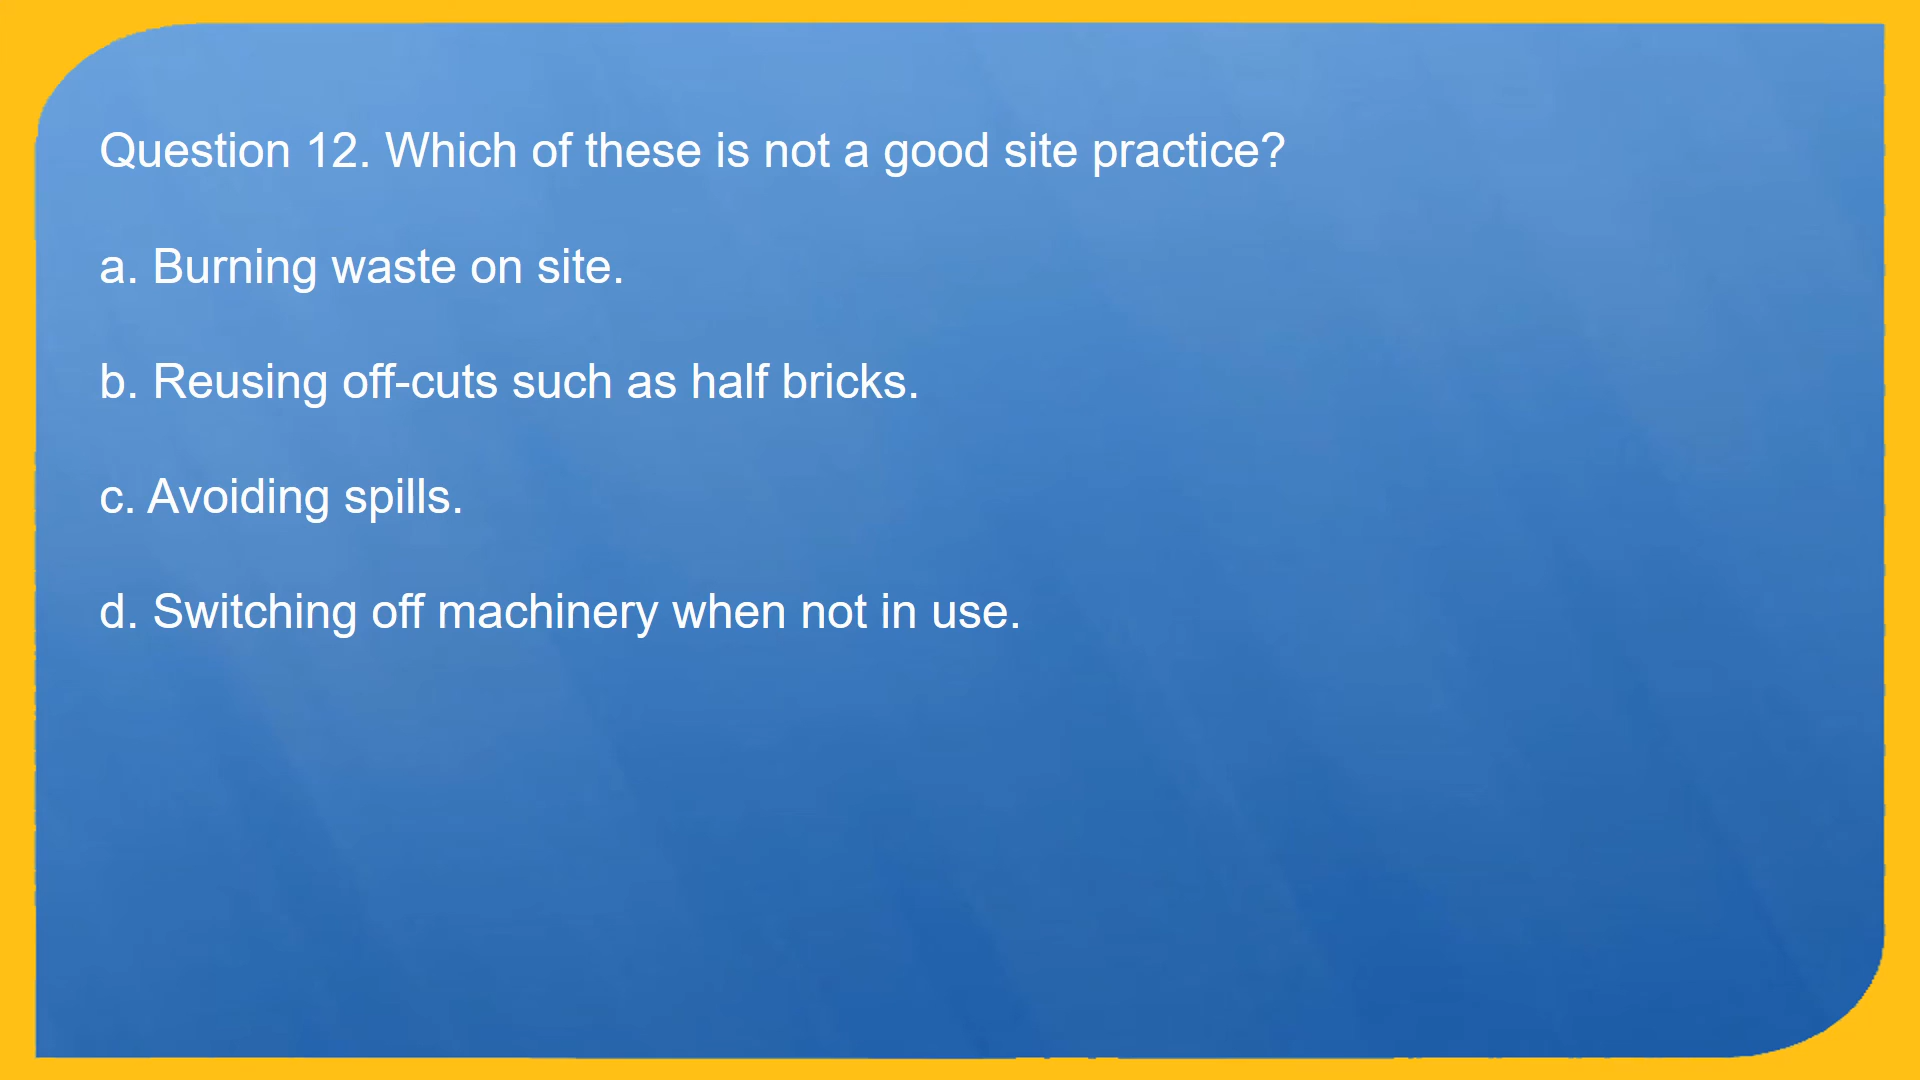 Question 12. Which of these is not a good site practice?
a. Burning waste on site.
b. Reusing off-cuts such as half bricks.
c. Avoiding spills.
d. Switching off machinery when not in use.